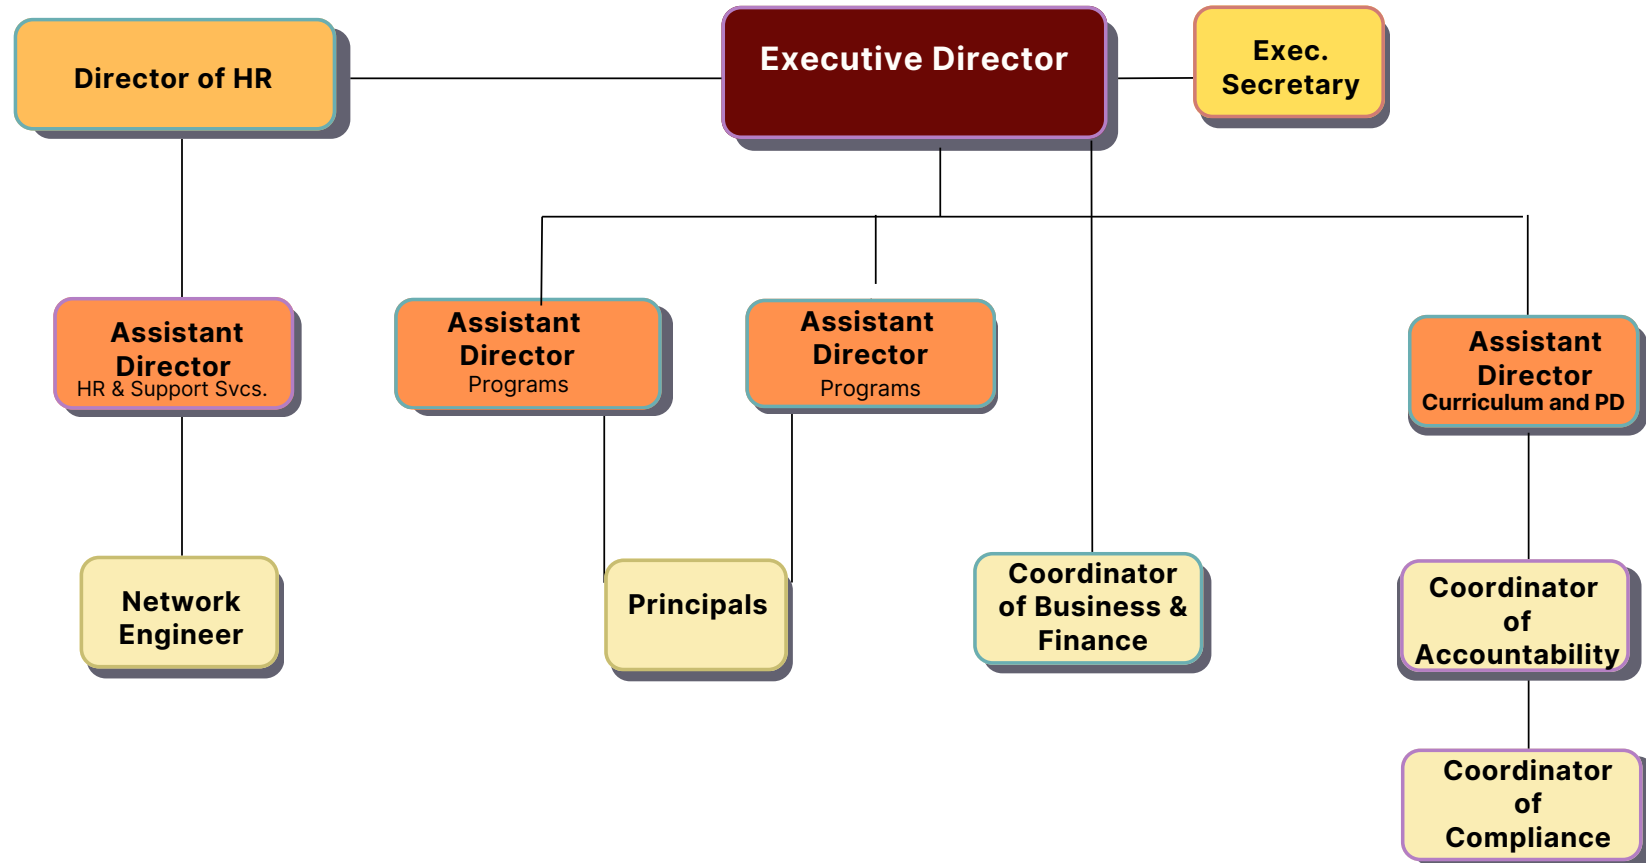 Director of HR
Executive Director
Exec.
Secretary
Assistant
Director
HR & Support Svcs.
Assistant
Director
Programs
Assistant
Director
Programs
Assistant
Director
Curriculum and PD
Network
Engineer
Principals
Coordinator
of Business &
Finance
Coordinator
of
Accountability
Coordinator
of
Compliance